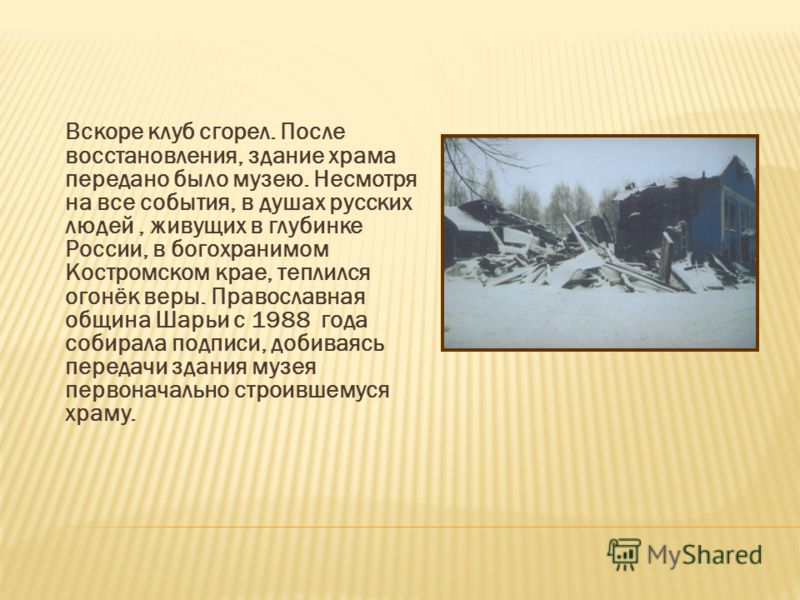 Вскоре клуб сгорел. После
восстановления, здание храма
передано было музею. Несмотря
на все события, в душах русских
людей , живущих в глубинке
России, в богохранимом
Костромском крае, теплился
огонёк веры. Православная
община Шарьи с 1988 года
собирала подписи, добиваясь
передачи здания музея
первоначально строившемуся
храму.
MyShared